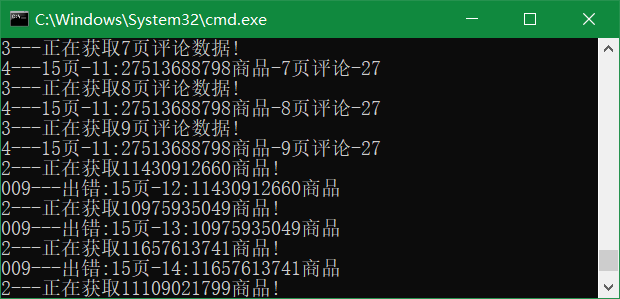 C:\Windows\System32\cmd.exe
3---正在获取7页评论数据!
4---15页-11:27513688798商品-7页评论-27
3---正在获取8页评论数据!
4---15页-11:27513688798商品-8页评论-27
3---正在获取9页评论数据!
4---15页-11:27513688798商品-9页评论-27
2---正在获取11430912660商品!
009---出错:15页-12:11430912660商品
2---正在获取10975935049商品!
009---出错:15页-13:10975935049商品
2---正在获取11657613741商品!
009---出错:15页-14:11657613741商品
2---正在获取11109021799商品!